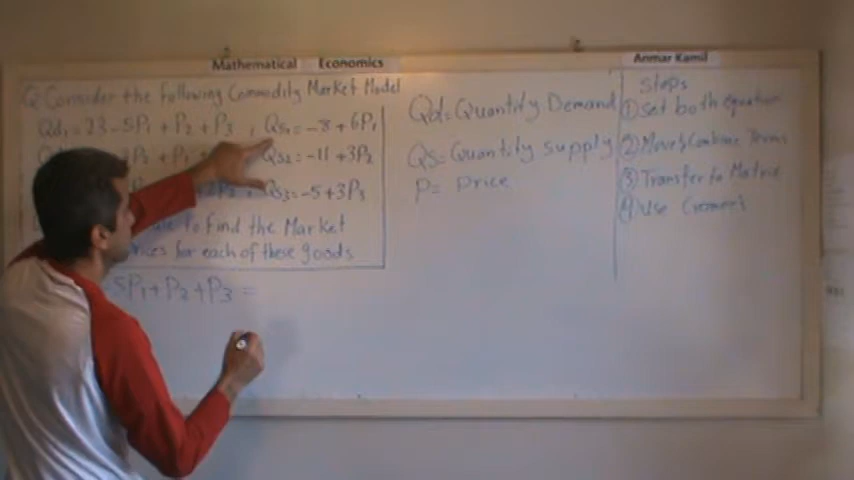 Mathematical Economics
Anmar Kamil
Q: Consider the following Commodity Market Model
Qd₁ = 23 - 5P₁ + P₂ + P₃ , Qs₁ = -8 + 6P₁
P₂ + P₁ Qs₂ = -11 + 3P₂
Qs₃ = -5 + 3P₃
to find the Market
for each of these goods
5P₁ + P₂ + P₃ =
Qd = Quantity Demand
Qs = Quantity supply
P = Price
Steps
① Set both equation
② Move & Combine Terms
③ Transfer to Matrix
④ Use Cramer's